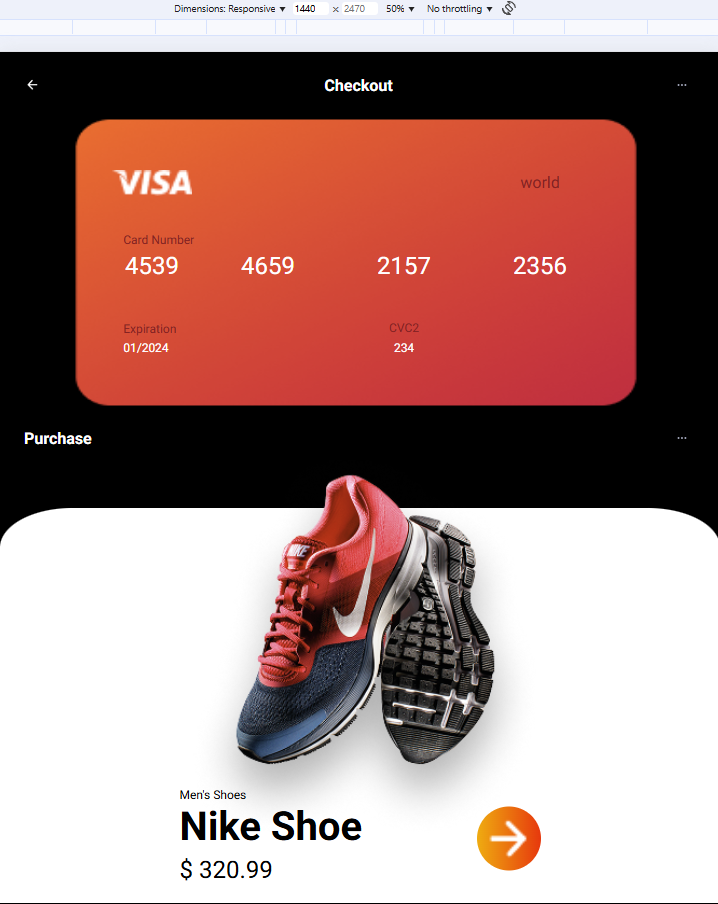 Dimensions: Responsive ▼ 1440 × 2470 50% ▼ No throttling ▼
Checkout
VISA
world
Card Number
4539 4659 2157 2356
Expiration CVC2
01/2024 234
Purchase
NIKE
Men's Shoes
Nike Shoe
$ 320.99